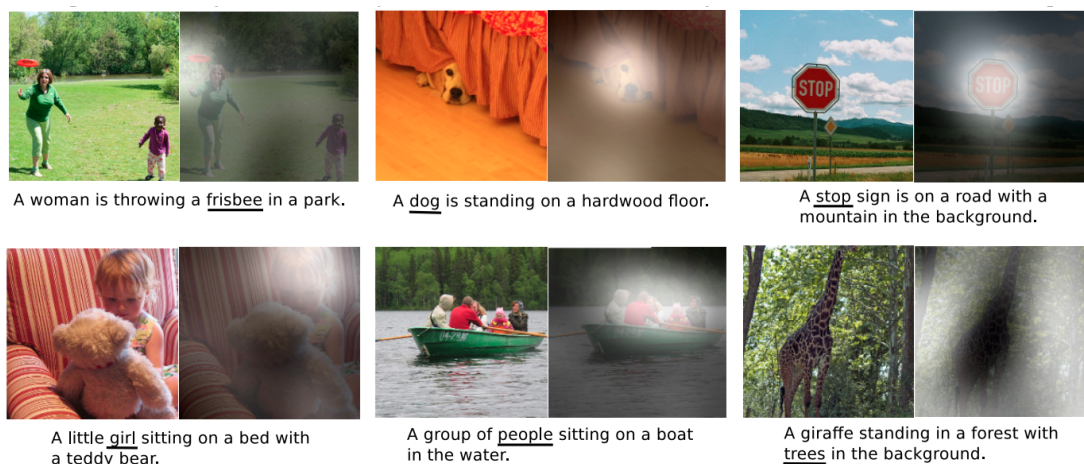 STOP
STOP
A woman is throwing a frisbee in a park.
A dog is standing on a hardwood floor.
A stop sign is on a road with a
mountain in the background.
A little girl sitting on a bed with
a teddy bear.
A group of people sitting on a boat
in the water.
A giraffe standing in a forest with
trees in the background.